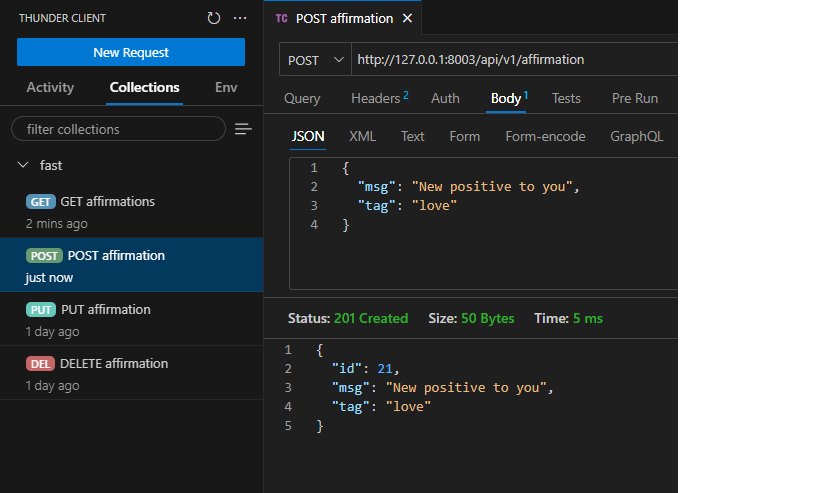 THUNDER CLIENT
New Request
Activity Collections Env
filter collections
fast
GET GET affirmations
2 mins ago
POST POST affirmation
just now
PUT PUT affirmation
1 day ago
DEL DELETE affirmation
1 day ago
TC POST affirmation
POST http://127.0.0.1:8003/api/v1/affirmation
Query Headers 2 Auth Body 1 Tests Pre Run
JSON XML Text Form Form-encode GraphQL
1 {
2 "msg": "New positive to you",
3 "tag": "love"
4 }
Status: 201 Created Size: 50 Bytes Time: 5 ms
1 {
2 "id": 21,
3 "msg": "New positive to you",
4 "tag": "love"
5 }